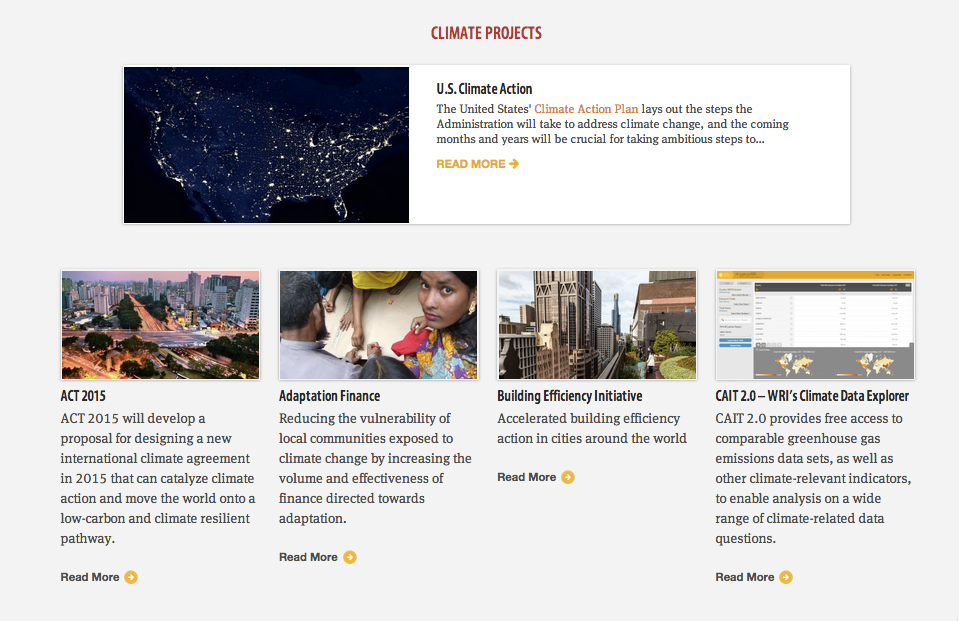 CLIMATE PROJECTS
U.S. Climate Action
The United States' Climate Action Plan lays out the steps the
Administration will take to address climate change, and the coming
months and years will be crucial for taking ambitious steps to...
READ MORE
ACT 2015
ACT 2015 will develop a
proposal for designing a new
international climate agreement
in 2015 that can catalyze climate
action and move the world onto a
low-carbon and climate resilient
pathway.
Read More
Adaptation Finance
Reducing the vulnerability of
local communities exposed to
climate change by increasing the
volume and effectiveness of
finance directed towards
adaptation.
Read More
Building Efficiency Initiative
Accelerated building efficiency
action in cities around the world
Read More
CAIT 2.0 – WRI's Climate Data Explorer
CAIT 2.0 provides free access to
comparable greenhouse gas
emissions data sets, as well as
other climate-relevant indicators,
to enable analysis on a wide
range of climate-related data
questions.
Read More